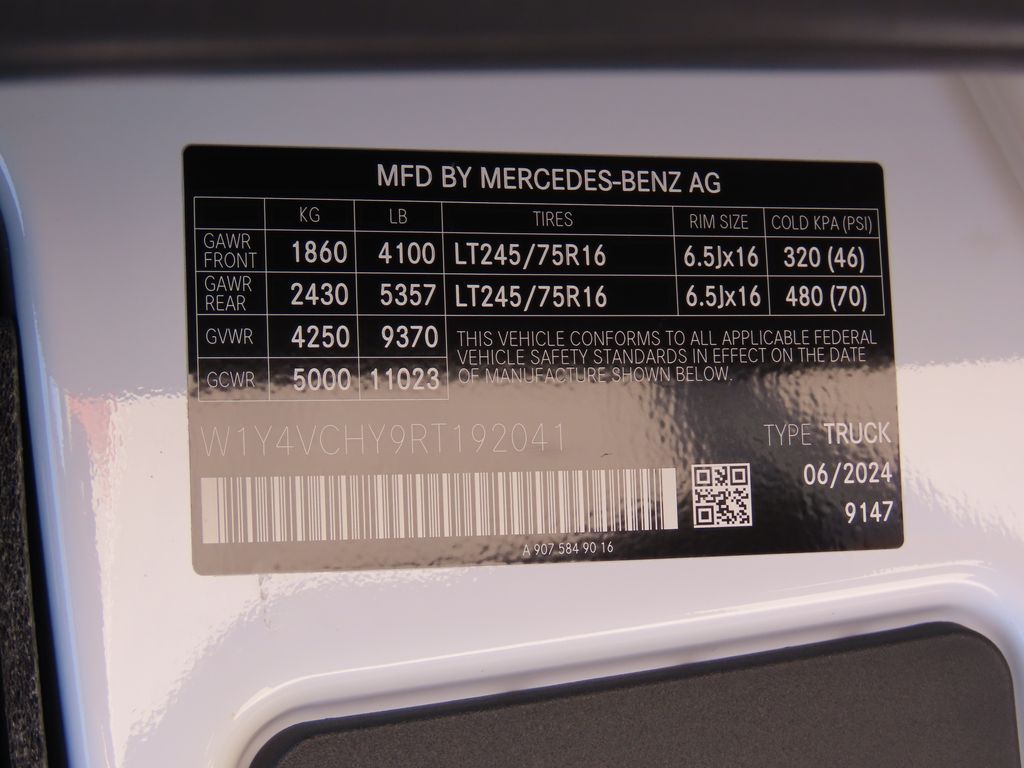 MFD BY MERCEDES-BENZ AG
KG LB TIRES RIM SIZE COLD KPA (PSI)
GAWR FRONT 1860 4100 LT245/75R16 6.5Jx16 320 (46)
GAWR REAR 2430 5357 LT245/75R16 6.5Jx16 480 (70)
GVWR 4250 9370
GCWR 5000 11023
THIS VEHICLE CONFORMS TO ALL APPLICABLE FEDERAL
VEHICLE SAFETY STANDARDS IN EFFECT ON THE DATE
OF MANUFACTURE SHOWN BELOW.
W1Y4VCHY9RT192041
TYPE TRUCK
06/2024
9147
A 907 584 90 16